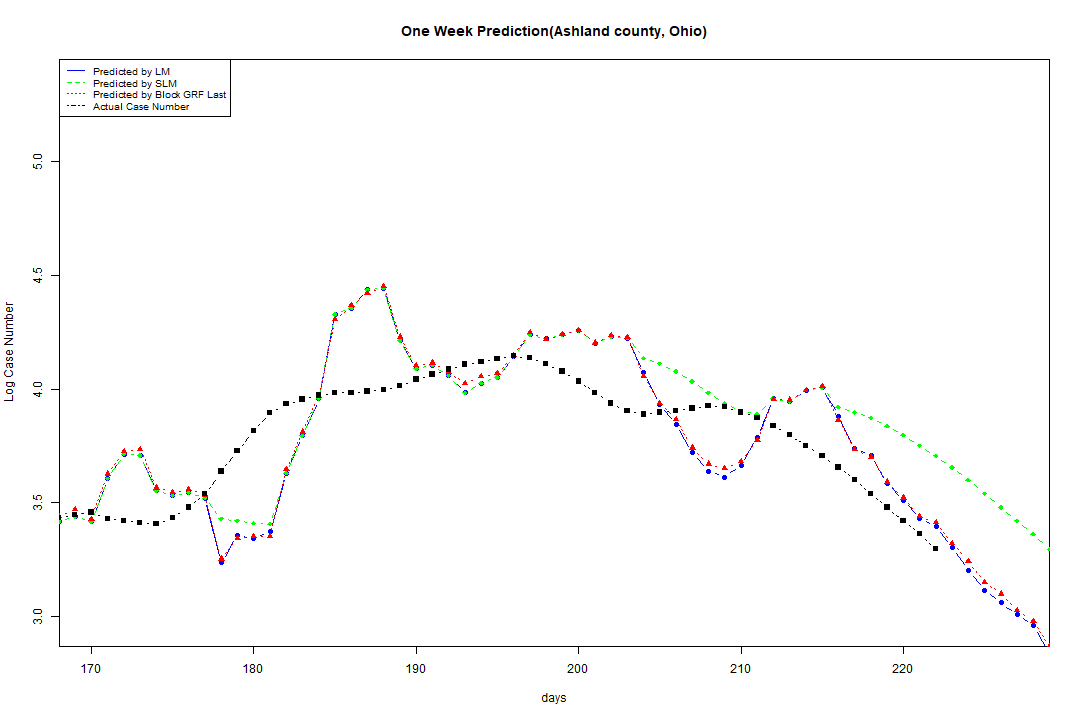 One Week Prediction(Ashland county, Ohio)
Predicted by LM
Predicted by SLM
Predicted by Block GRF Last
Actual Case Number
Log Case Number
5.0
4.5
4.0
3.5
3.0
170 180 190 200 210 220
days